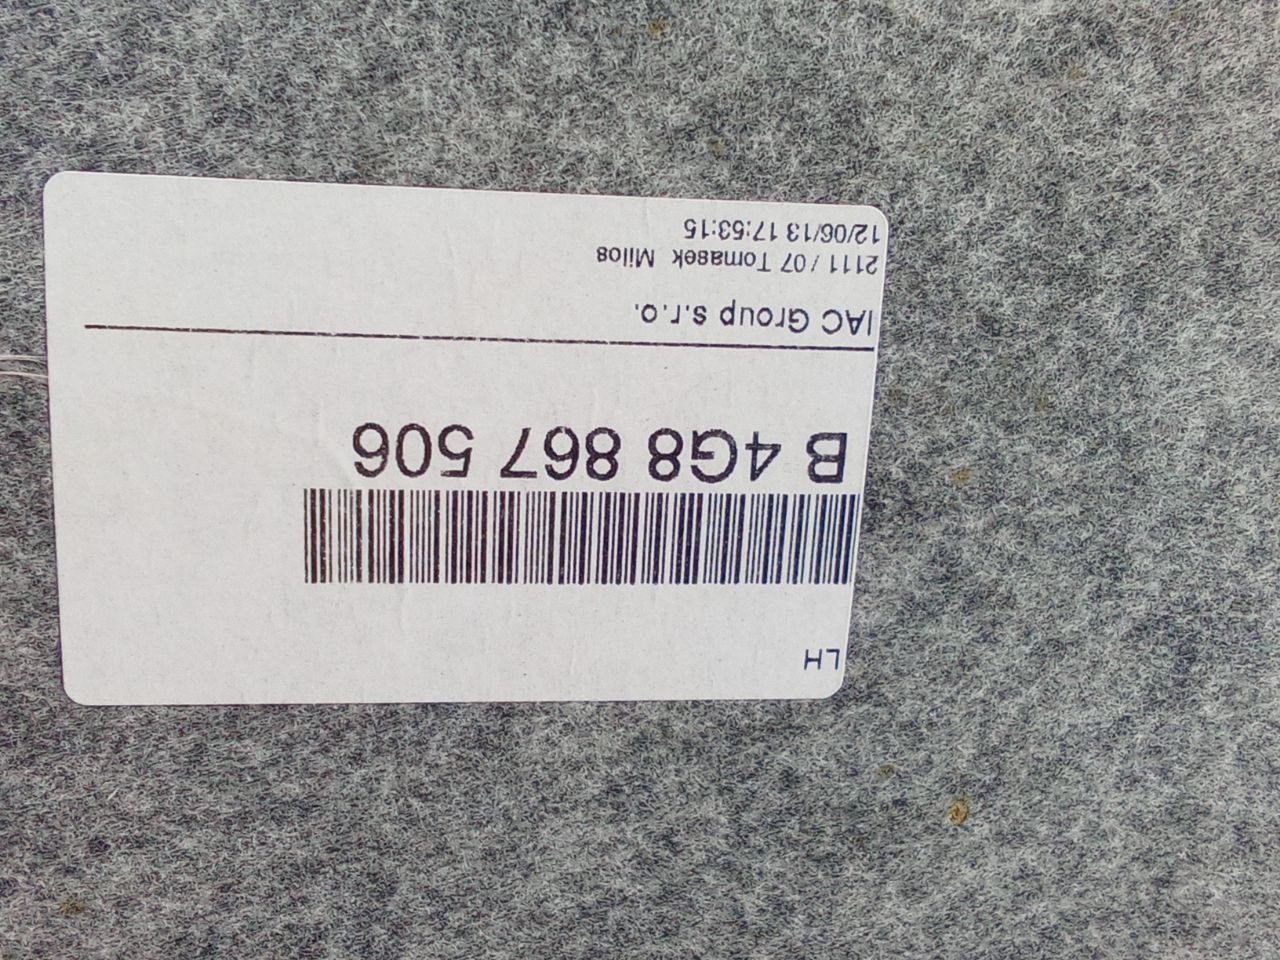 LH
B 4G8 867 506
IAC Group s.r.o.
2111 / 07 Tomasek Milos
12/06/13 17:53:15